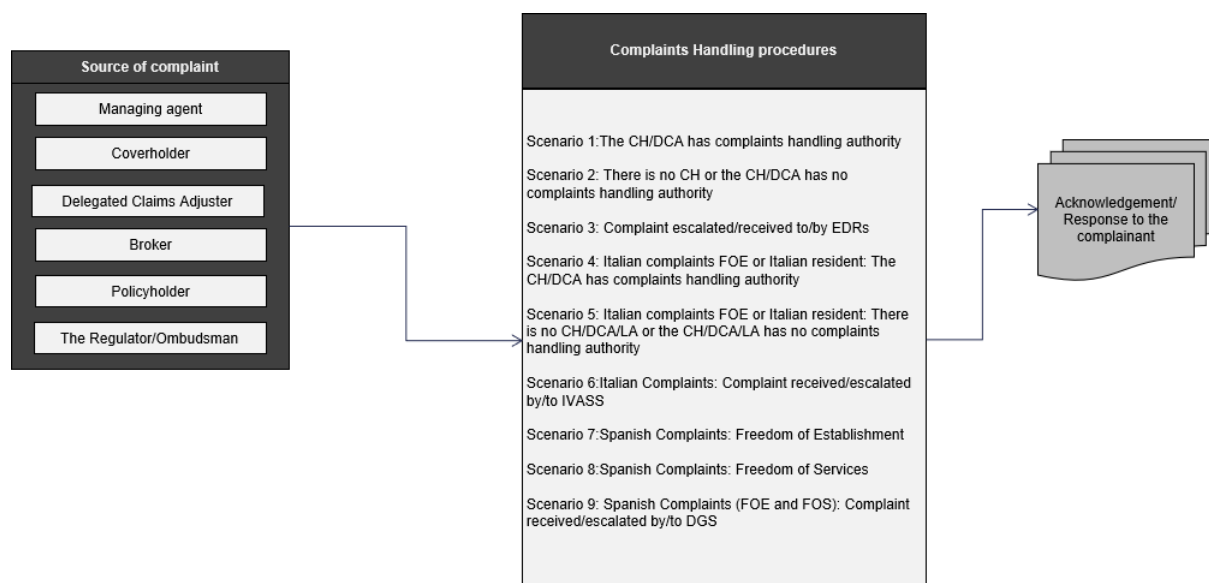 Source of complaint
Managing agent
Coverholder
Delegated Claims Adjuster
Broker
Policyholder
The Regulator/Ombudsman
Complaints Handling procedures
Scenario 1:The CH/DCA has complaints handling authority
Scenario 2: There is no CH or the CH/DCA has no
complaints handling authority
Scenario 3: Complaint escalated/received to/by EDRs
Scenario 4: Italian complaints FOE or Italian resident: The
CH/DCA has complaints handling authority
Scenario 5: Italian complaints FOE or Italian resident: There
is no CH/DCA/LA or the CH/DCA/LA has no complaints
handling authority
Scenario 6:Italian Complaints: Complaint received/escalated
by/to IVASS
Scenario 7:Spanish Complaints: Freedom of Establishment
Scenario 8:Spanish Complaints: Freedom of Services
Scenario 9: Spanish Complaints (FOE and FOS): Complaint
received/escalated by/to DGS
Acknowledgement/
Response to the
complainant